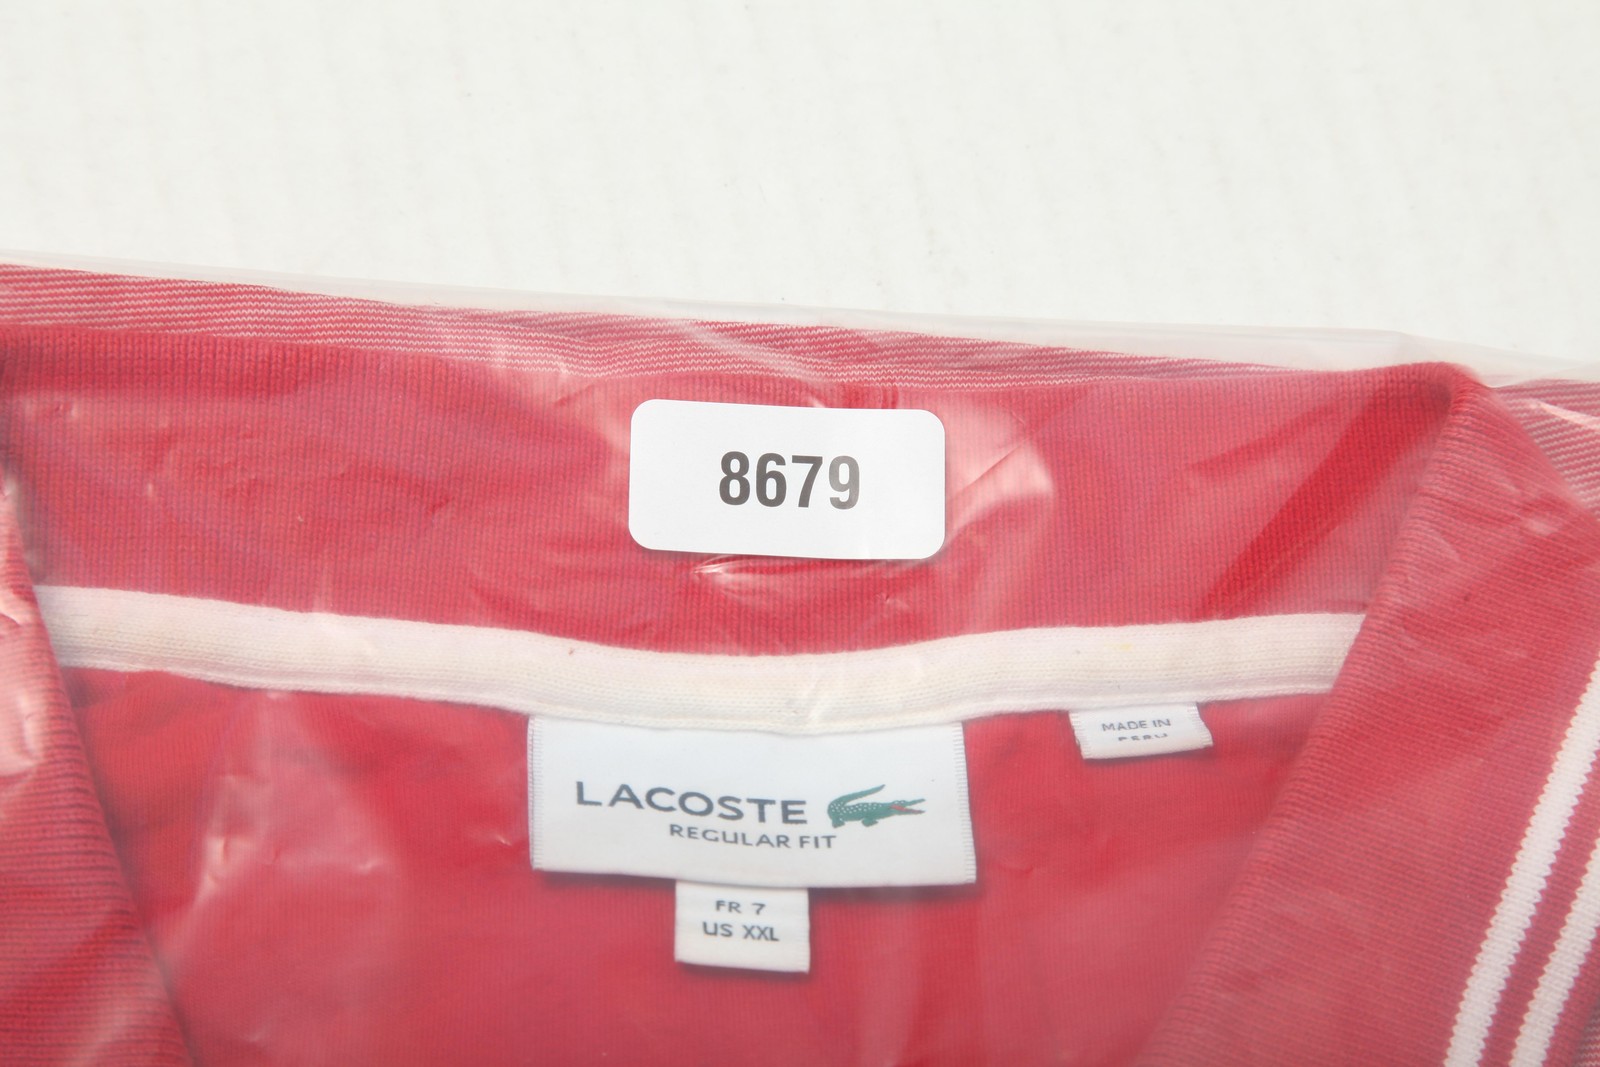 8679
LACOSTE
REGULAR FIT
FR 7
US XXL
MADE IN